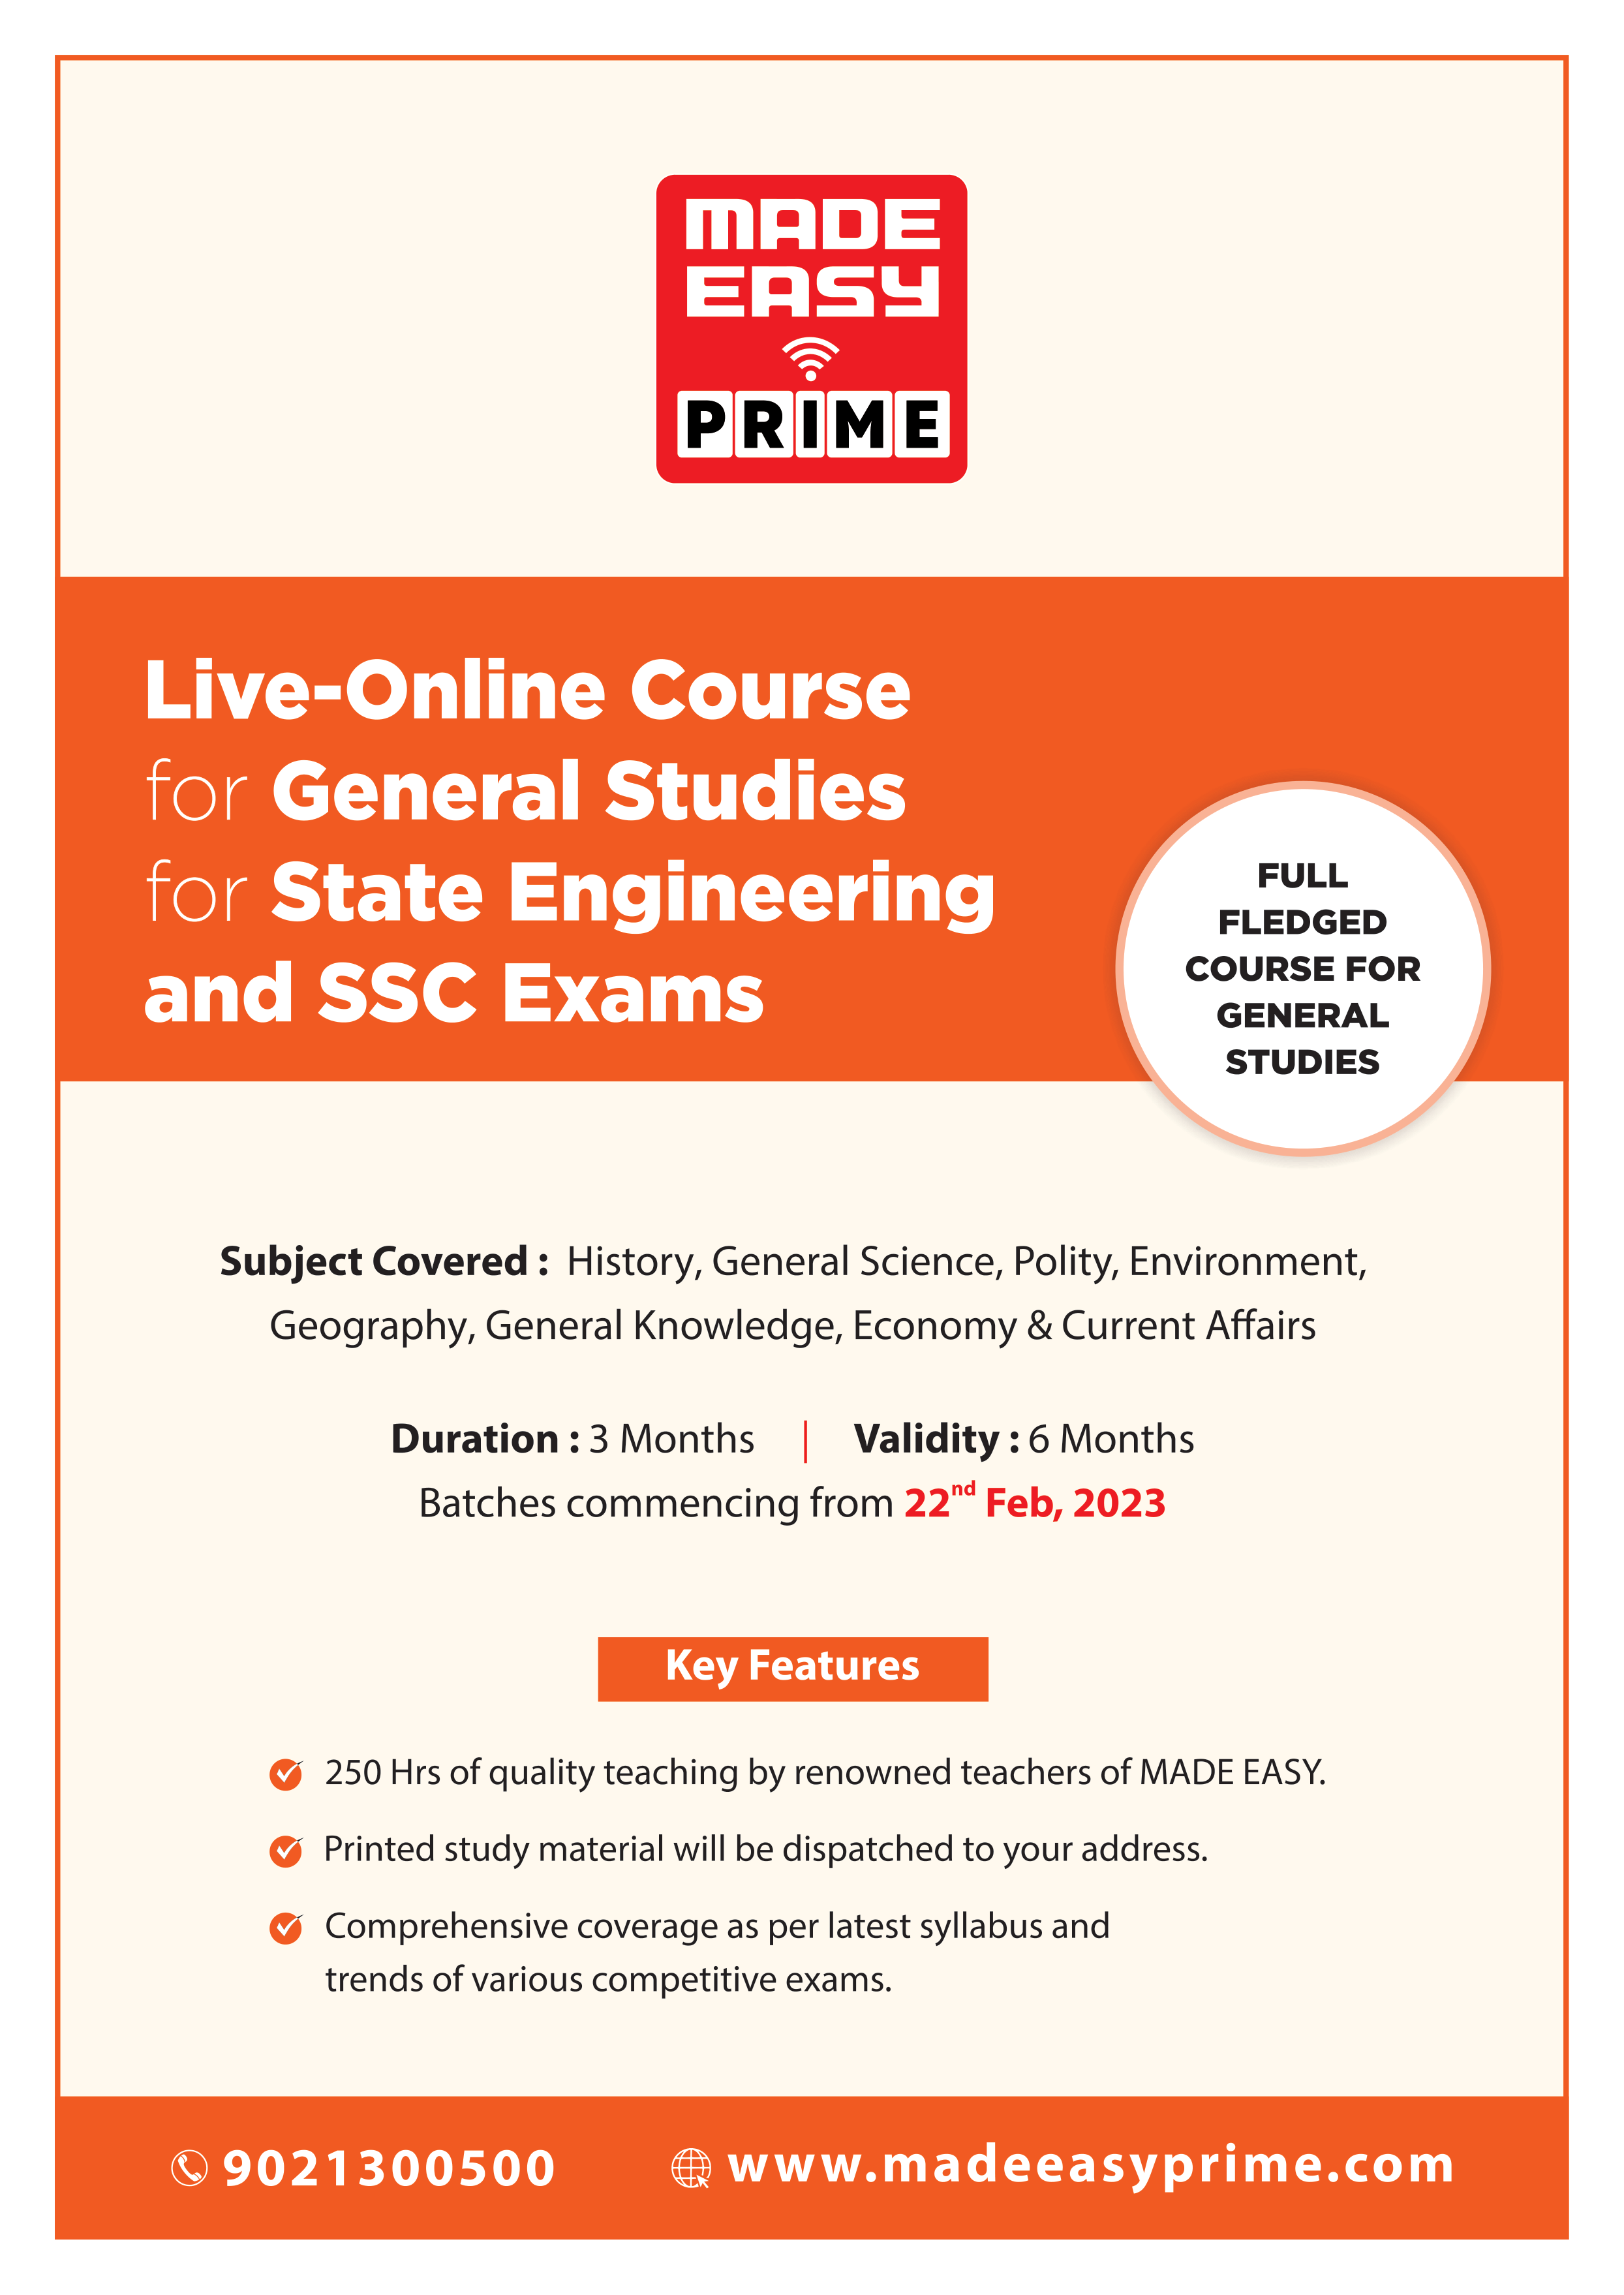 MADE
EASY
PRIME
Live-Online Course
for General Studies
for State Engineering
and SSC Exams
FULL
FLEDGED
COURSE FOR
GENERAL
STUDIES
Subject Covered : History, General Science, Polity, Environment,
Geography, General Knowledge, Economy & Current Affairs
Duration : 3 Months | Validity : 6 Months
Batches commencing from 22nd Feb, 2023
Key Features
250 Hrs of quality teaching by renowned teachers of MADE EASY.
Printed study material will be dispatched to your address.
Comprehensive coverage as per latest syllabus and
trends of various competitive exams.
9021300500 www.madeeasyprime.com